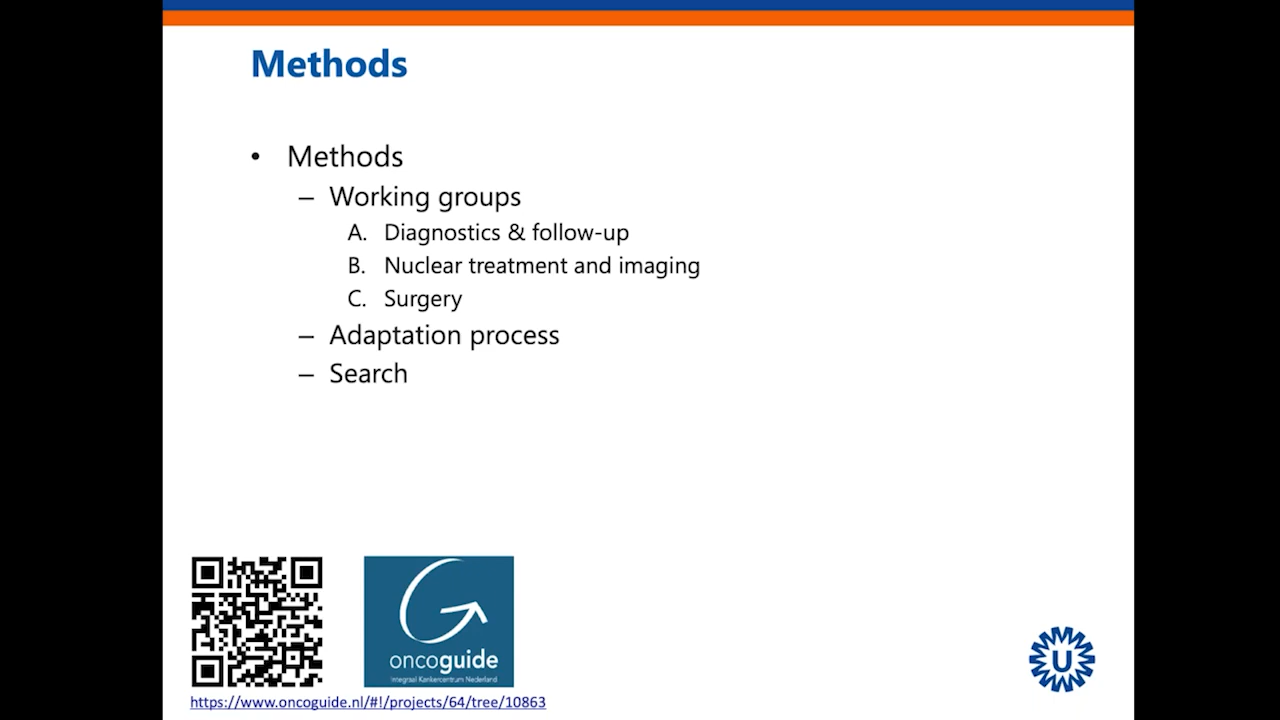 Methods
• Methods
– Working groups
A. Diagnostics & follow-up
B. Nuclear treatment and imaging
C. Surgery
– Adaptation process
– Search
oncoguide
Integraal Kankercentrum Nederland
U
https://www.oncoguide.nl/#!/projects/64/tree/10863